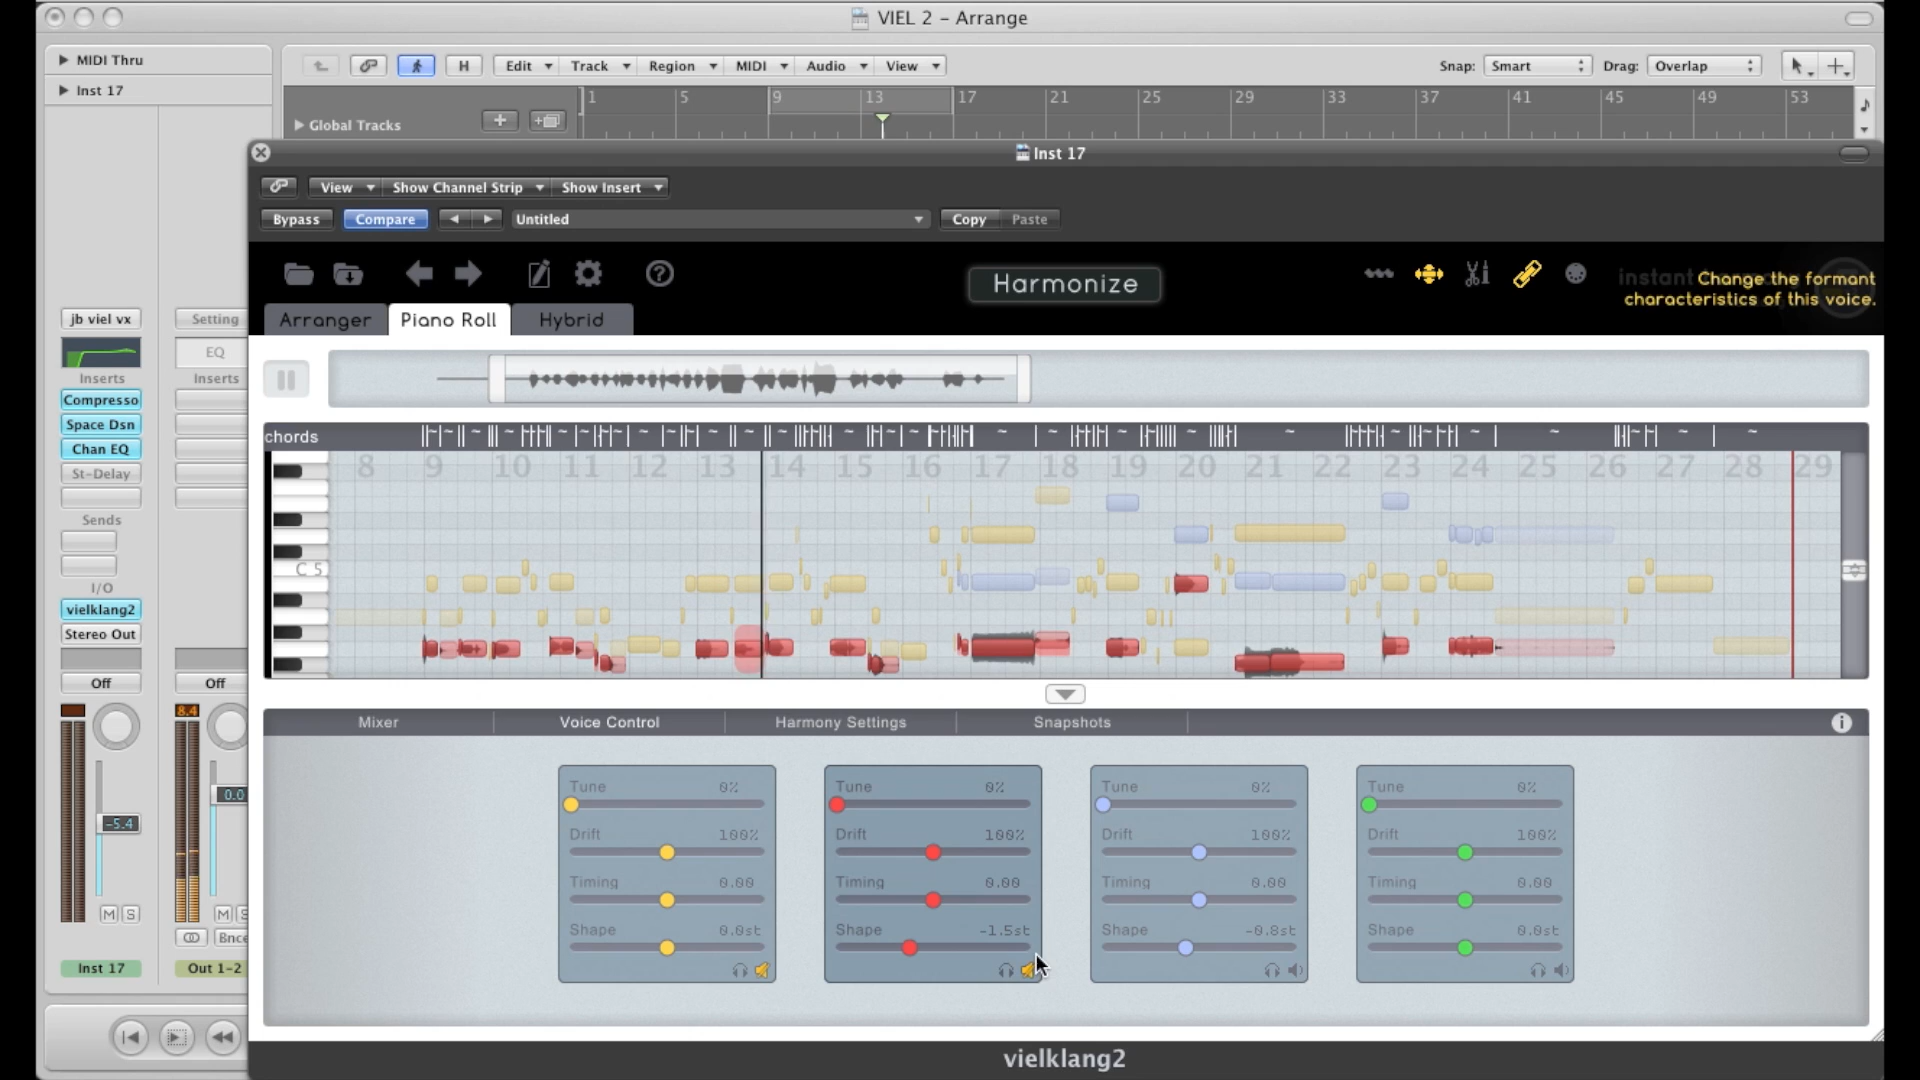 VIEL 2 – Arrange
MIDI Thru
Inst 17
H
Edit Track Region MIDI Audio View
Snap: Smart Drag: Overlap
Global Tracks
1 5 9 13 17 21 25 29 33 37 41 45 49 53
Inst 17
View Show Channel Strip Show Insert
Bypass Compare Untitled Copy Paste
Harmonize
instant
Change the formant
characteristics of this voice.
Arranger Piano Roll Hybrid
chords
8 9 10 11 12 13 14 15 16 17 18 19 20 21 22 23 24 25 26 27 28 29
C 5
Mixer Voice Control Harmony Settings Snapshots
Tune 0% Tune 0% Tune 0% Tune 0%
Drift 100% Drift 100% Drift 100% Drift 100%
Timing 0.00 Timing 0.00 Timing 0.00 Timing 0.00
Shape 0.0st Shape -1.5st Shape -0.8st Shape 0.0st
vielklang2
jb viel vx Setting
EQ
Inserts Inserts
Compresso
Space Dsn
Chan EQ
St-Delay
Sends
I/O
vielklang2
Stereo Out
Off Off
8.4
-5.4 0.0
M S M
Bnce
Inst 17 Out 1-2